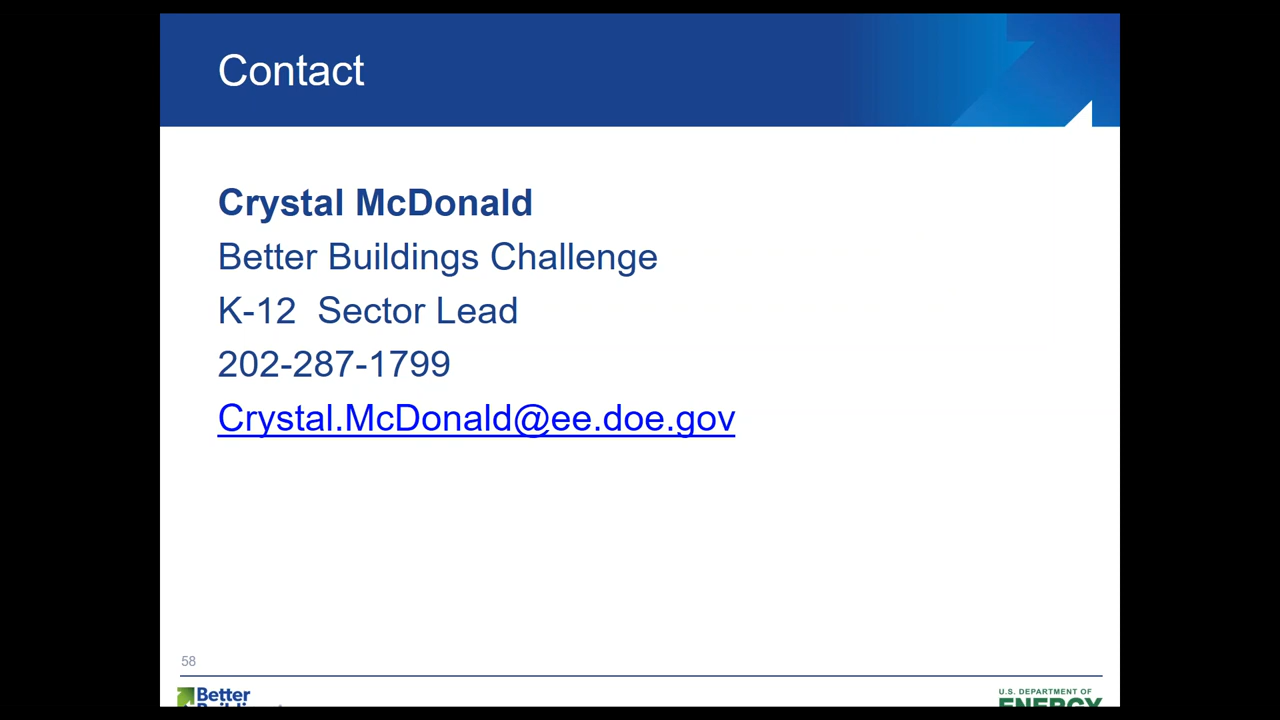 Contact
Crystal McDonald
Better Buildings Challenge
K-12  Sector Lead
202-287-1799
Crystal.McDonald@ee.doe.gov
58
Better
U.S. DEPARTMENT OF
ENERGY